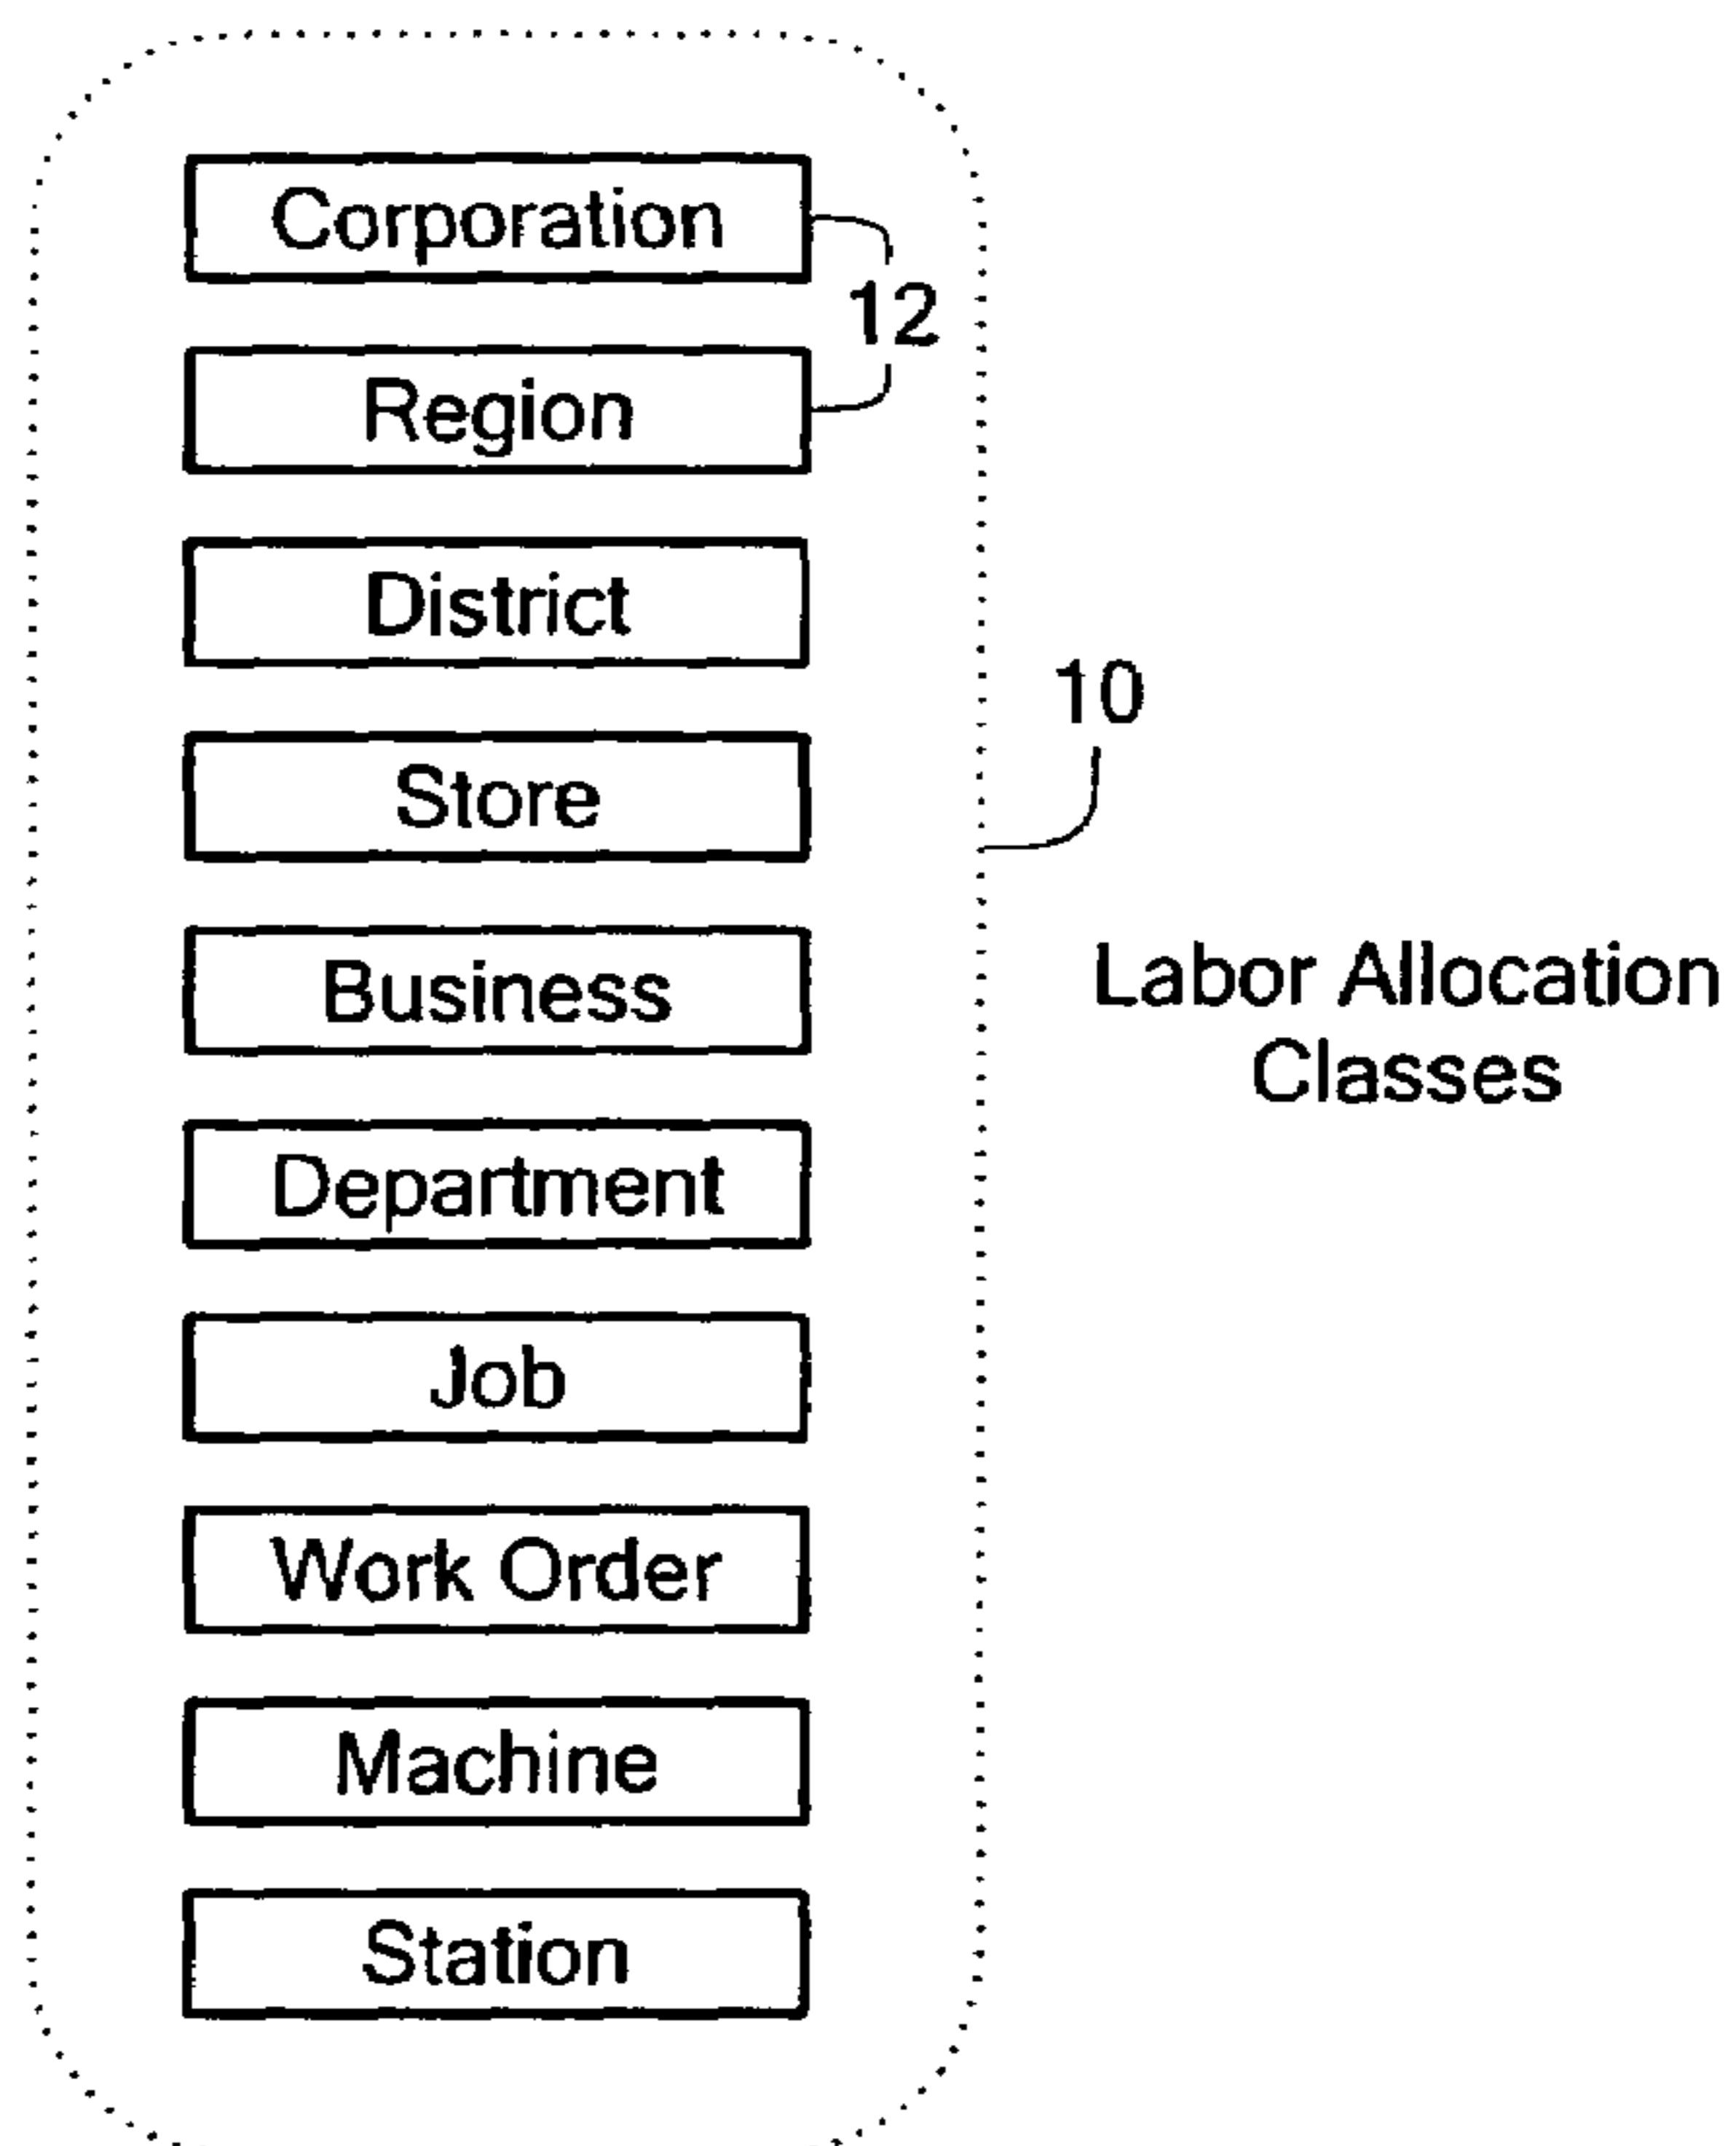 Corporation
12
Region
District
10
Store
Business
Labor Allocation
Classes
Department
Job
Work Order
Machine
Station